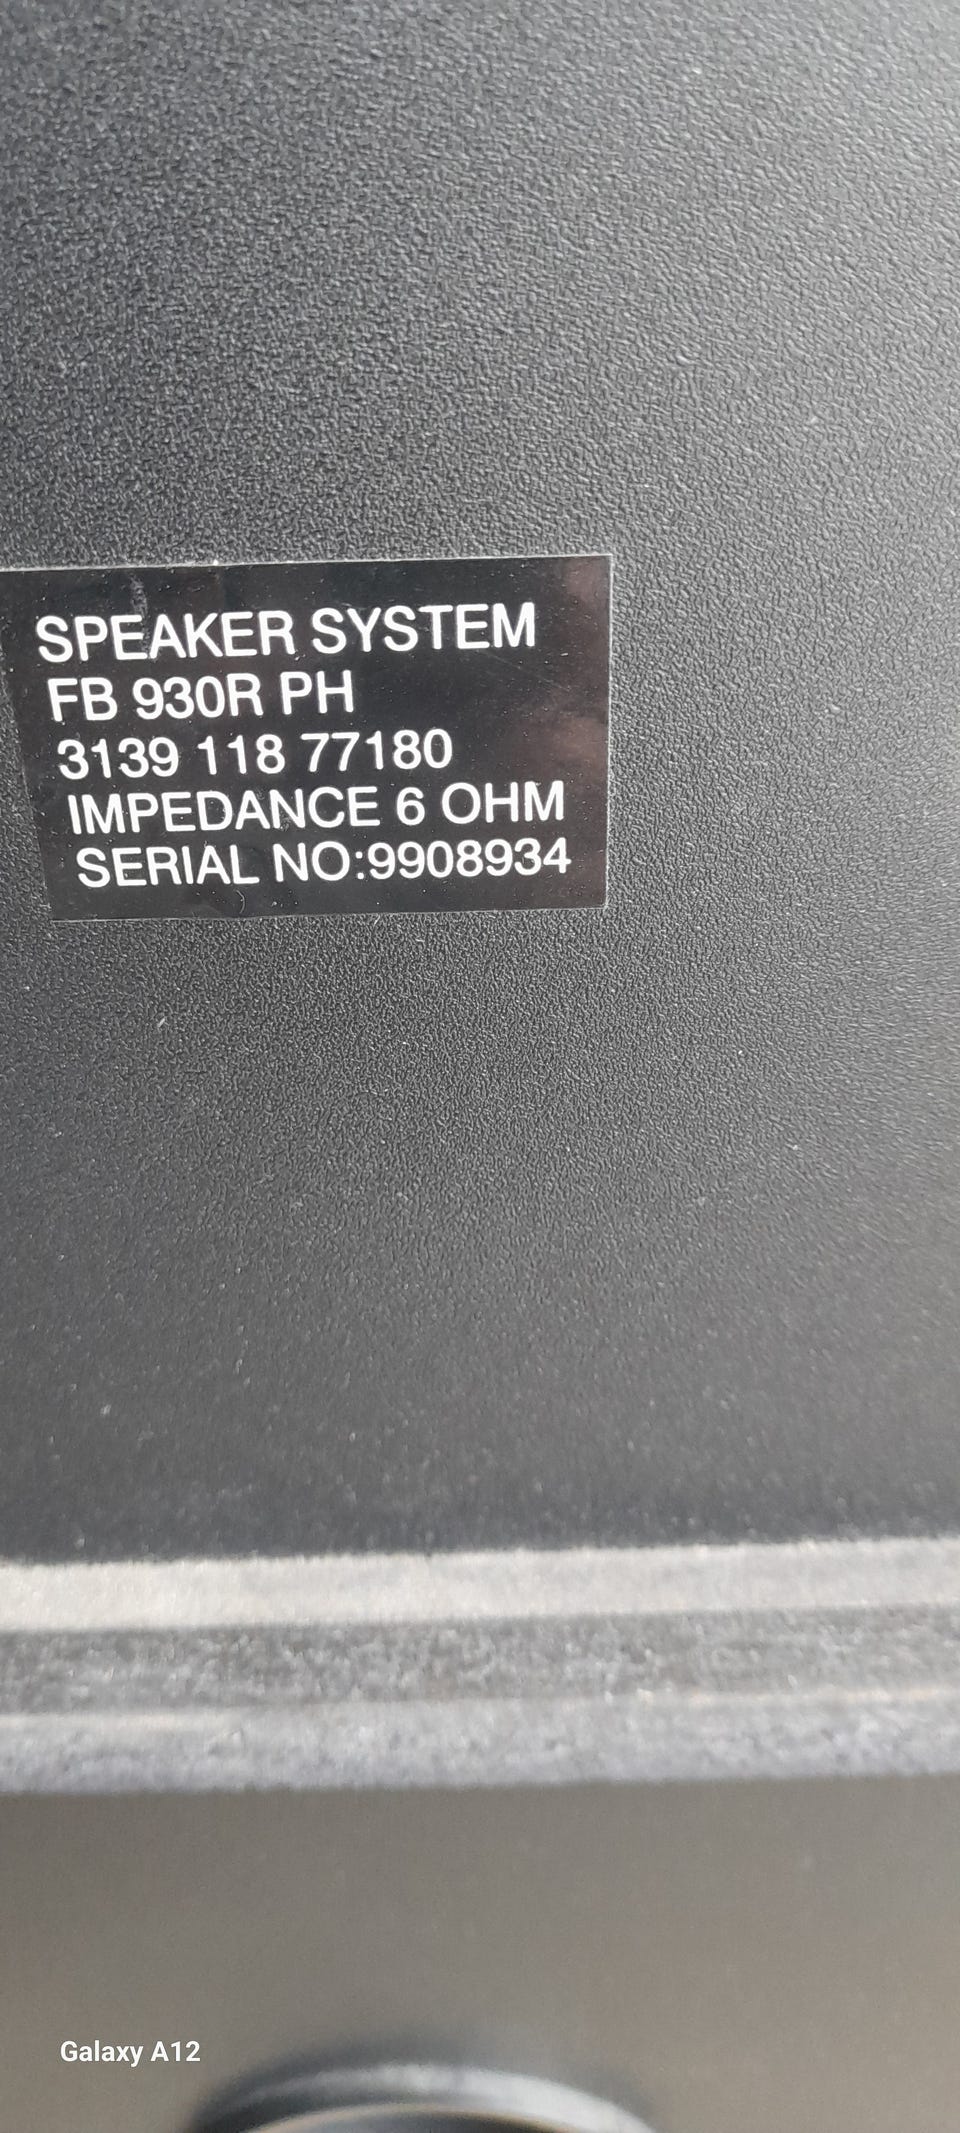 SPEAKER SYSTEM
FB 930R PH
3139 118 77180
IMPEDANCE 6 OHM
SERIAL NO:9908934
Galaxy A12